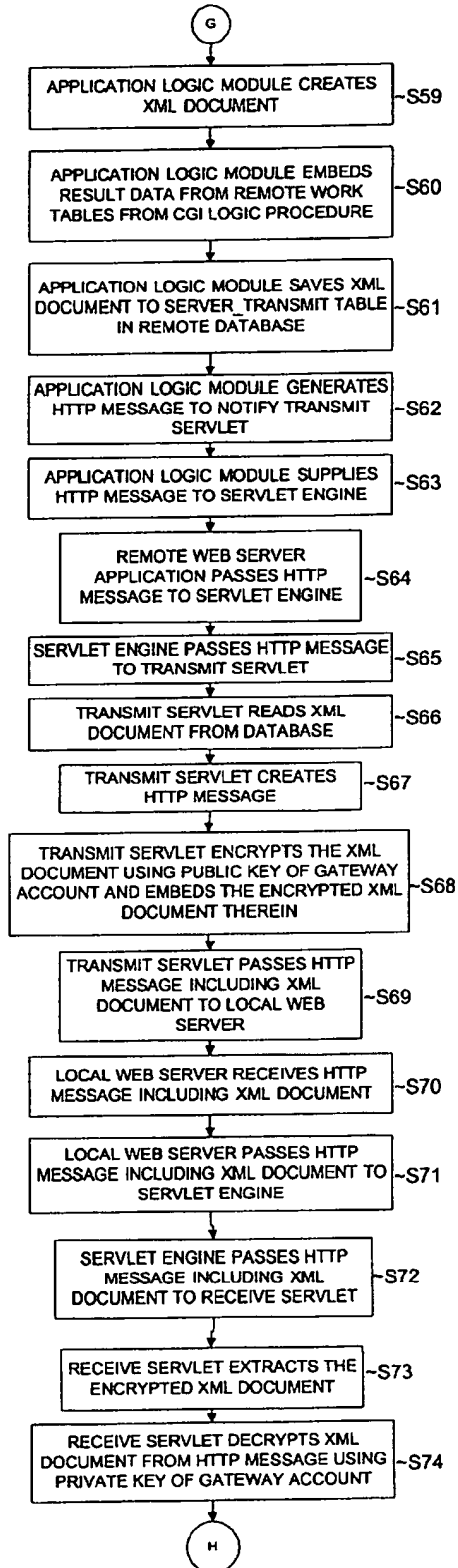 G
APPLICATION LOGIC MODULE CREATES
XML DOCUMENT
~S59
APPLICATION LOGIC MODULE EMBEDS
RESULT DATA FROM REMOTE WORK
TABLES FROM CGI LOGIC PROCEDURE
~S60
APPLICATION LOGIC MODULE SAVES XML
DOCUMENT TO SERVER_TRANSMIT TABLE
IN REMOTE DATABASE
~S61
APPLICATION LOGIC MODULE GENERATES
HTTP MESSAGE TO NOTIFY TRANSMIT
SERVLET
~S62
APPLICATION LOGIC MODULE SUPPLIES
HTTP MESSAGE TO SERVLET ENGINE
~S63
REMOTE WEB SERVER
APPLICATION PASSES HTTP
MESSAGE TO SERVLET ENGINE
~S64
SERVLET ENGINE PASSES HTTP MESSAGE
TO TRANSMIT SERVLET
~S65
TRANSMIT SERVLET READS XML
DOCUMENT FROM DATABASE
~S66
TRANSMIT SERVLET CREATES
HTTP MESSAGE
~S67
TRANSMIT SERVLET ENCRYPTS THE XML
DOCUMENT USING PUBLIC KEY OF GATEWAY
ACCOUNT AND EMBEDS THE ENCRYPTED XML
DOCUMENT THEREIN
~S68
TRANSMIT SERVLET PASSES HTTP
MESSAGE INCLUDING XML
DOCUMENT TO LOCAL WEB
SERVER
~S69
LOCAL WEB SERVER RECEIVES HTTP
MESSAGE INCLUDING XML DOCUMENT
~S70
LOCAL WEB SERVER PASSES HTTP
MESSAGE INCLUDING XML DOCUMENT TO
SERVLET ENGINE
~S71
SERVLET ENGINE PASSES HTTP
MESSAGE INCLUDING XML
DOCUMENT TO RECEIVE SERVLET
~S72
RECEIVE SERVLET EXTRACTS THE
ENCRYPTED XML DOCUMENT
~S73
RECEIVE SERVLET DECRYPTS XML
DOCUMENT FROM HTTP MESSAGE USING
PRIVATE KEY OF GATEWAY ACCOUNT
~S74
H